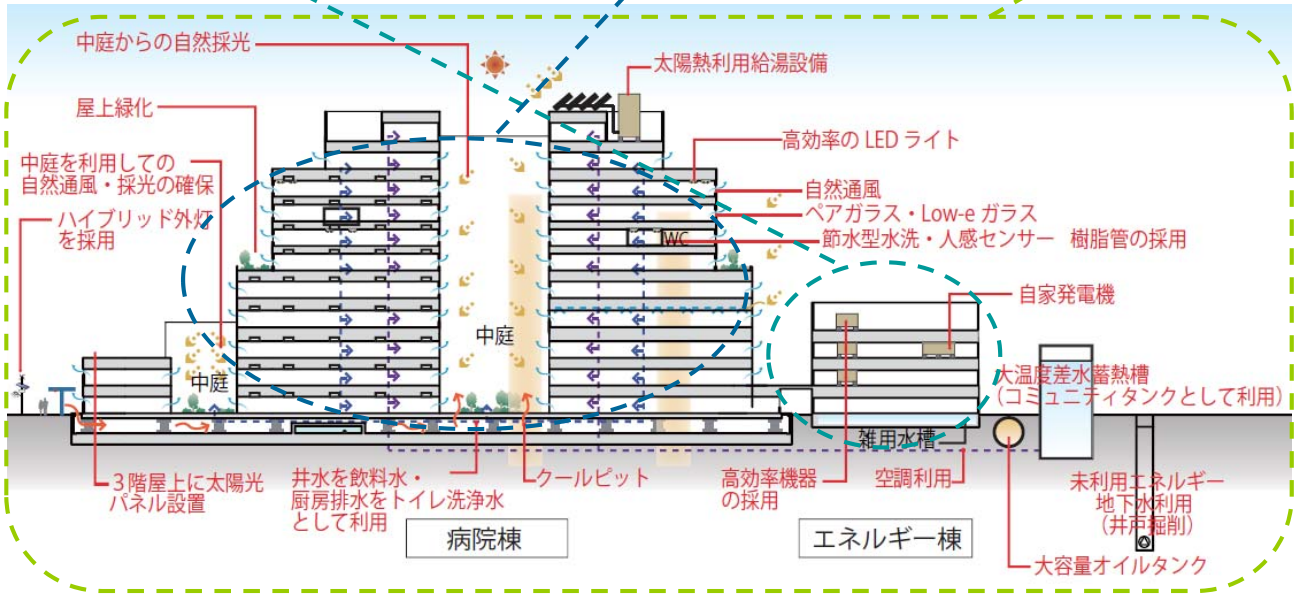 中庭からの自然採光
太陽熱利用給湯設備
屋上緑化
高効率の LED ライト
中庭を利用しての
自然通風・採光の確保
自然通風
ペアガラス・Low-e ガラス
ハイブリッド外灯
を採用
WC
節水型水洗・人感センサー 樹脂管の採用
自家発電機
中庭
中庭
大温度差水蓄熱槽
（コミュニティタンクとして利用）
雑用水槽
３階屋上に太陽光
パネル設置
井水を飲料水・
厨房排水をトイレ洗浄水
として利用
クールピット
高効率機器
の採用
空調利用
未利用エネルギー
地下水利用
（井戸掘削）
病院棟
エネルギー棟
大容量オイルタンク